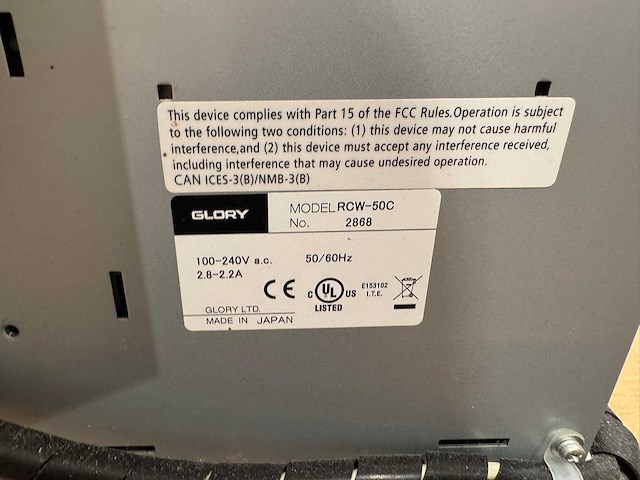 This device complies with Part 15 of the FCC Rules.Operation is subject
to the following two conditions: (1) this device may not cause harmful
interference,and (2) this device must accept any interference received,
including interference that may cause undesired operation.
CAN ICES-3(B)/NMB-3(B)
GLORY
MODEL RCW-50C
No. 2868
100-240V a.c. 50/60Hz
2.8-2.2A
CE
C UL US
LISTED
E153102
I.T.E.
GLORY LTD.
MADE IN JAPAN